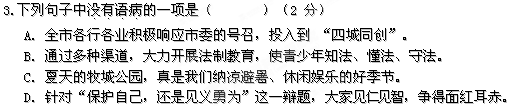 3.下列句子中没有语病的一项是（　　　）（2 分）
A. 全市各行各业积极响应市委的号召，投入到 “四城同创”。
B. 通过多种渠道，大力开展法制教育，使青少年知法、懂法、守法。
C. 夏天的牧城公园，真是我们纳凉避暑、休闲娱乐的好季节。
D. 针对“保护自己，还是见义勇为”这一辩题，大家见仁见智，争得面红耳赤。